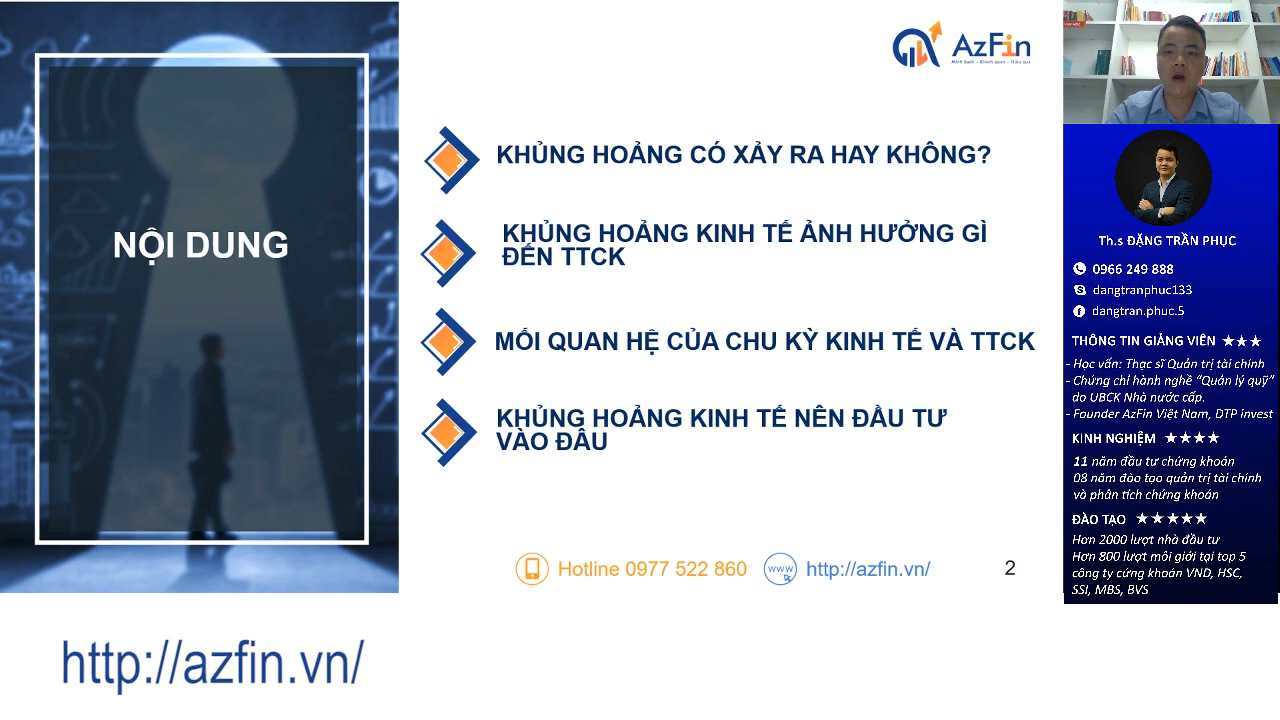 NỘI DUNG
AzFin
Minh bạch - Khách quan - Hiệu quả
KHỦNG HOẢNG CÓ XẢY RA HAY KHÔNG?
KHỦNG HOẢNG KINH TẾ ẢNH HƯỞNG GÌ
ĐẾN TTCK
MỐI QUAN HỆ CỦA CHU KỲ KINH TẾ VÀ TTCK
KHỦNG HOẢNG KINH TẾ NÊN ĐẦU TƯ
VÀO ĐÂU
Hotline 0977 522 860
www
http://azfin.vn/
2
http://azfin.vn/
Th.s ĐẶNG TRẦN PHỤC
0966 249 888
dangtranphuc133
dangtran.phuc.5
THÔNG TIN GIẢNG VIÊN ★★★
- Học vấn: Thạc sĩ Quản trị tài chính
- Chứng chỉ hành nghề “Quản lý quỹ”
do UBCK Nhà nước cấp.
- Founder AzFin Việt Nam, DTP invest
KINH NGHIỆM ★★★★
11 năm đầu tư chứng khoán
08 năm đào tạo quản trị tài chính
và phân tích chứng khoán
ĐÀO TẠO ★★★★★
Hơn 2000 lượt nhà đầu tư
Hơn 800 lượt môi giới tại top 5
công ty cứng khoán VND, HSC,
SSI, MBS, BVS